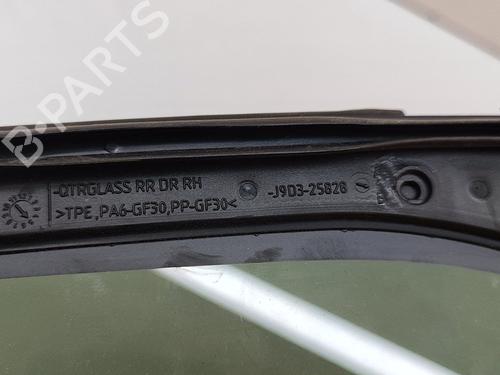 B-PARTS
-QTRGLASS RR DR RH
-J9D3-25828
>TPE,PA6-GF30,PP-GF30<